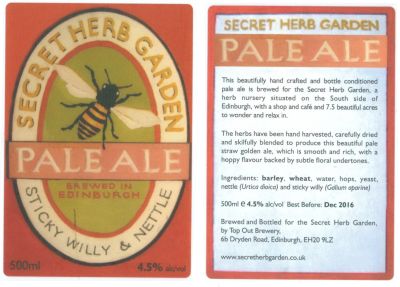 SECRET HERB GARDEN
PALE ALE
BREWED IN
EDINBURGH
STICKY WILLY & NETTLE
500ml
4.5% alc/vol
SECRET HERB GARDEN
PALE ALE
This beautifully hand crafted and bottle conditioned
pale ale is brewed for the Secret Herb Garden, a
herb nursery situated on the South side of
Edinburgh, with a shop and café and 7.5 beautiful acres
to wonder and relax in.
The herbs have been hand harvested, carefully dried
and skilfully blended to produce this beautiful pale
straw golden ale, which is smooth and rich, with a
hoppy flavour backed by subtle floral undertones.
Ingredients: barley, wheat, water, hops, yeast,
nettle (Urtica dioica) and sticky willy (Galium aparine)
500ml e 4.5% alc/vol Best Before: Dec 2016
Brewed and Bottled for the Secret Herb Garden,
by Top Out Brewery,
6b Dryden Road, Edinburgh, EH20 9LZ
www.secretherbgarden.co.uk